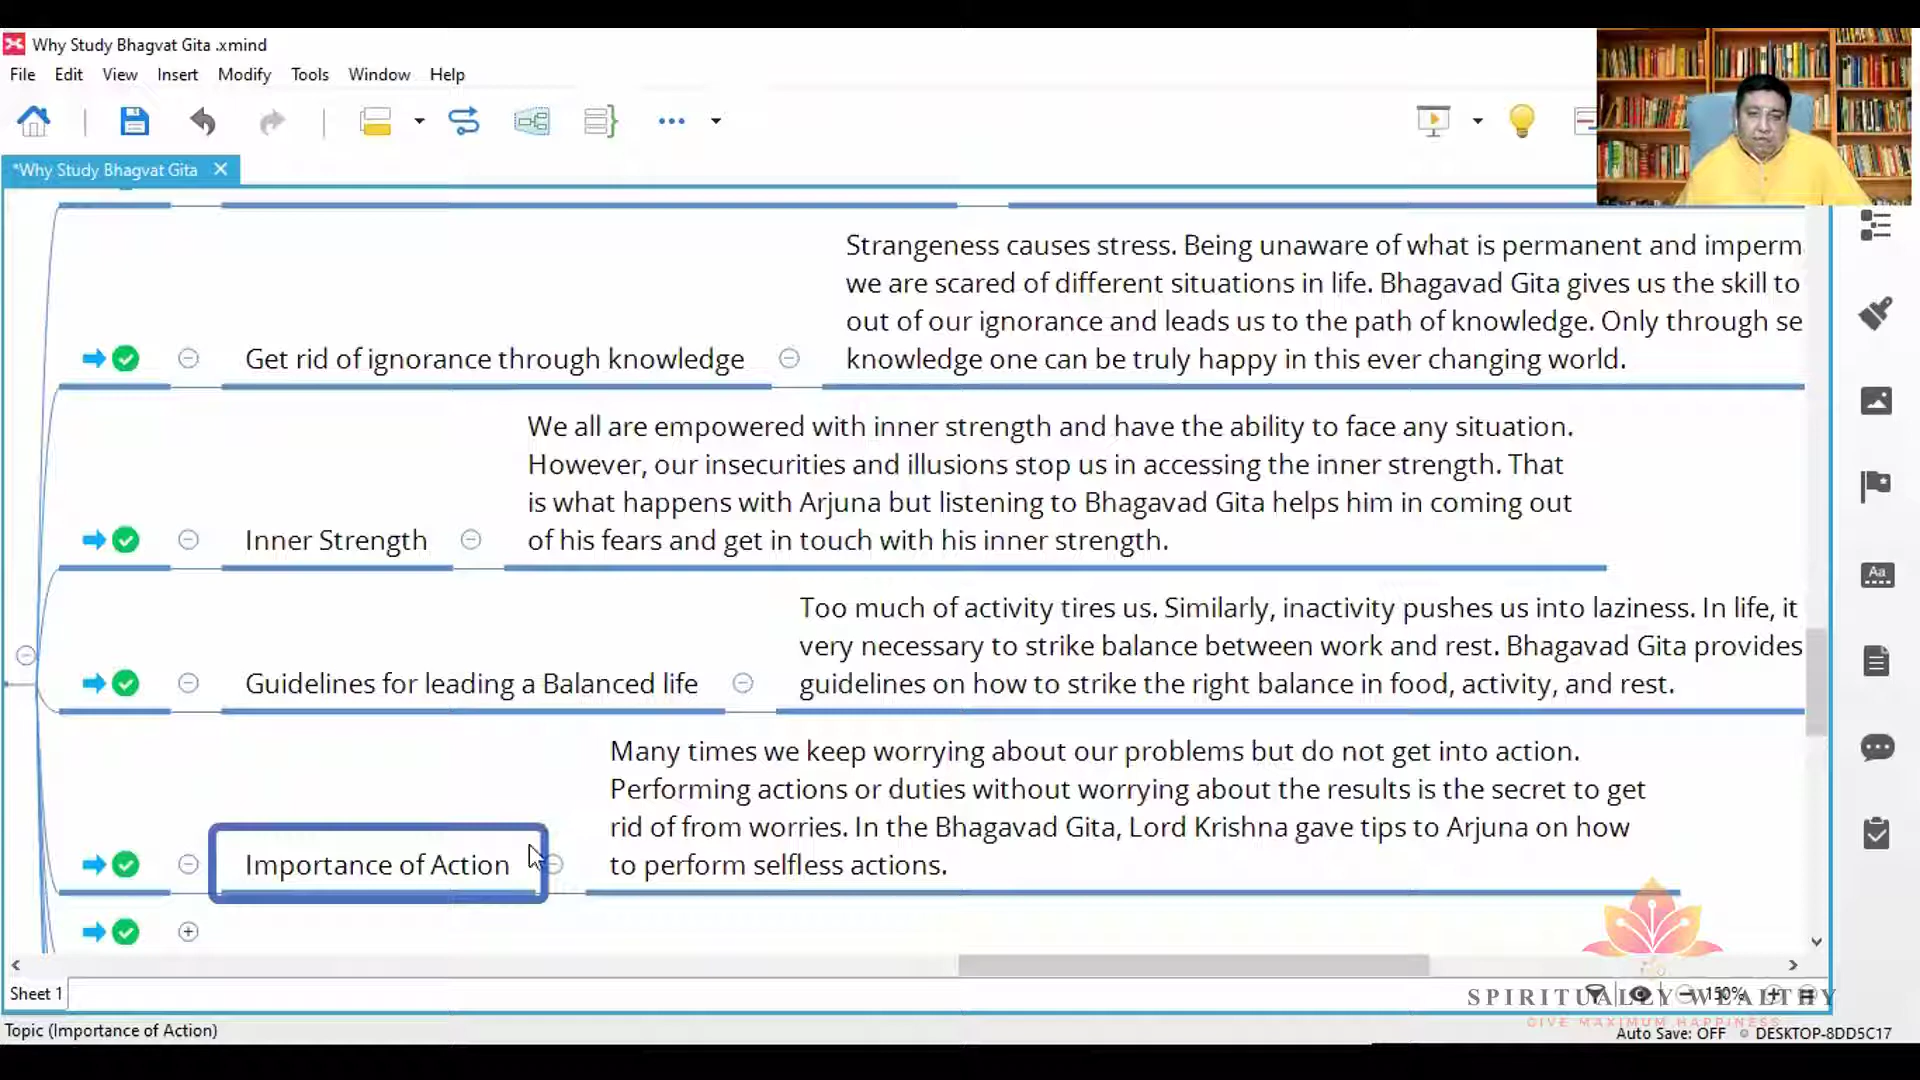 Why Study Bhagvat Gita .xmind
File Edit View Insert Modify Tools Window Help
*Why Study Bhagvat Gita
Strangeness causes stress. Being unaware of what is permanent and imperm
we are scared of different situations in life. Bhagavad Gita gives us the skill to
out of our ignorance and leads us to the path of knowledge. Only through se
Get rid of ignorance through knowledge
knowledge one can be truly happy in this ever changing world.
We all are empowered with inner strength and have the ability to face any situation.
However, our insecurities and illusions stop us in accessing the inner strength. That
is what happens with Arjuna but listening to Bhagavad Gita helps him in coming out
Inner Strength
of his fears and get in touch with his inner strength.
Too much of activity tires us. Similarly, inactivity pushes us into laziness. In life, it
very necessary to strike balance between work and rest. Bhagavad Gita provides
Guidelines for leading a Balanced life
guidelines on how to strike the right balance in food, activity, and rest.
Many times we keep worrying about our problems but do not get into action.
Performing actions or duties without worrying about the results is the secret to get
rid of from worries. In the Bhagavad Gita, Lord Krishna gave tips to Arjuna on how
Importance of Action
to perform selfless actions.
Aa
Sheet 1
150%
SPIRITUALLY WEALTHY
GIVE MAXIMUM HAPPINESS
Topic (Importance of Action)
Auto Save: OFF
DESKTOP-8DD5C17